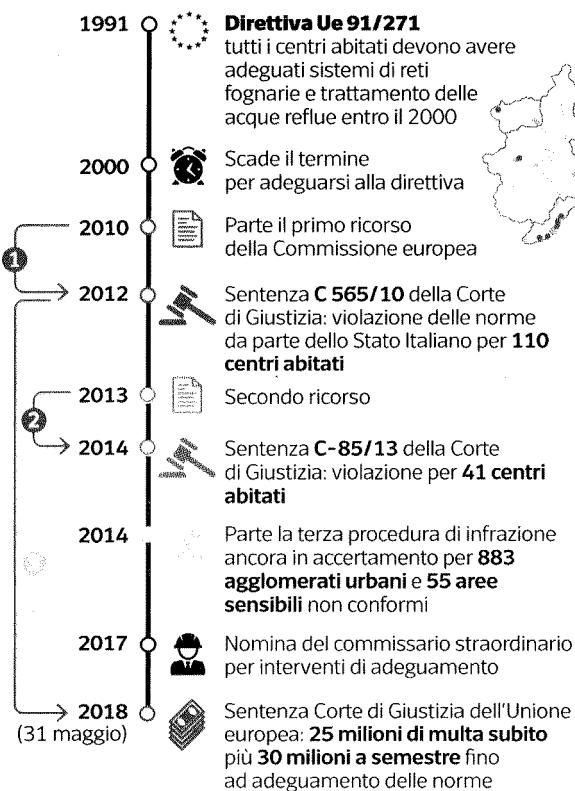 1991
Direttiva Ue 91/271
tutti i centri abitati devono avere
adeguati sistemi di reti
fognarie e trattamento delle
acque reflue entro il 2000
2000
Scade il termine
per adeguarsi alla direttiva
2010
Parte il primo ricorso
della Commissione europea
1
2012
Sentenza C 565/10 della Corte
di Giustizia: violazione delle norme
da parte dello Stato Italiano per 110
centri abitati
2013
Secondo ricorso
2
2014
Sentenza C-85/13 della Corte
di Giustizia: violazione per 41 centri
abitati
2014
Parte la terza procedura di infrazione
ancora in accertamento per 883
agglomerati urbani e 55 aree
sensibili non conformi
2017
Nomina del commissario straordinario
per interventi di adeguamento
2018
(31 maggio)
Sentenza Corte di Giustizia dell'Unione
europea: 25 milioni di multa subito
più 30 milioni a semestre fino
ad adeguamento delle norme